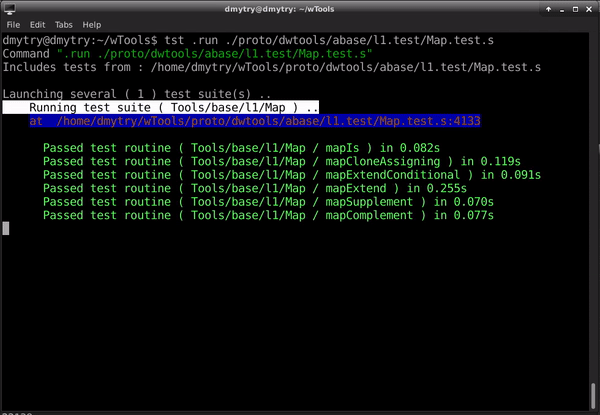 dmytry@dmytry: ~/wTools
File Edit Tabs Help
dmytry@dmytry:~/wTools$ tst .run ./proto/dwtools/abase/l1.test/Map.test.s
Command ".run ./proto/dwtools/abase/l1.test/Map.test.s"
Includes tests from : /home/dmytry/wTools/proto/dwtools/abase/l1.test/Map.test.s
Launching several ( 1 ) test suite(s) ..
Running test suite ( Tools/base/l1/Map ) ..
at /home/dmytry/wTools/proto/dwtools/abase/l1.test/Map.test.s:4133
Passed test routine ( Tools/base/l1/Map / mapIs ) in 0.082s
Passed test routine ( Tools/base/l1/Map / mapCloneAssigning ) in 0.119s
Passed test routine ( Tools/base/l1/Map / mapExtendConditional ) in 0.091s
Passed test routine ( Tools/base/l1/Map / mapExtend ) in 0.255s
Passed test routine ( Tools/base/l1/Map / mapSupplement ) in 0.070s
Passed test routine ( Tools/base/l1/Map / mapComplement ) in 0.077s